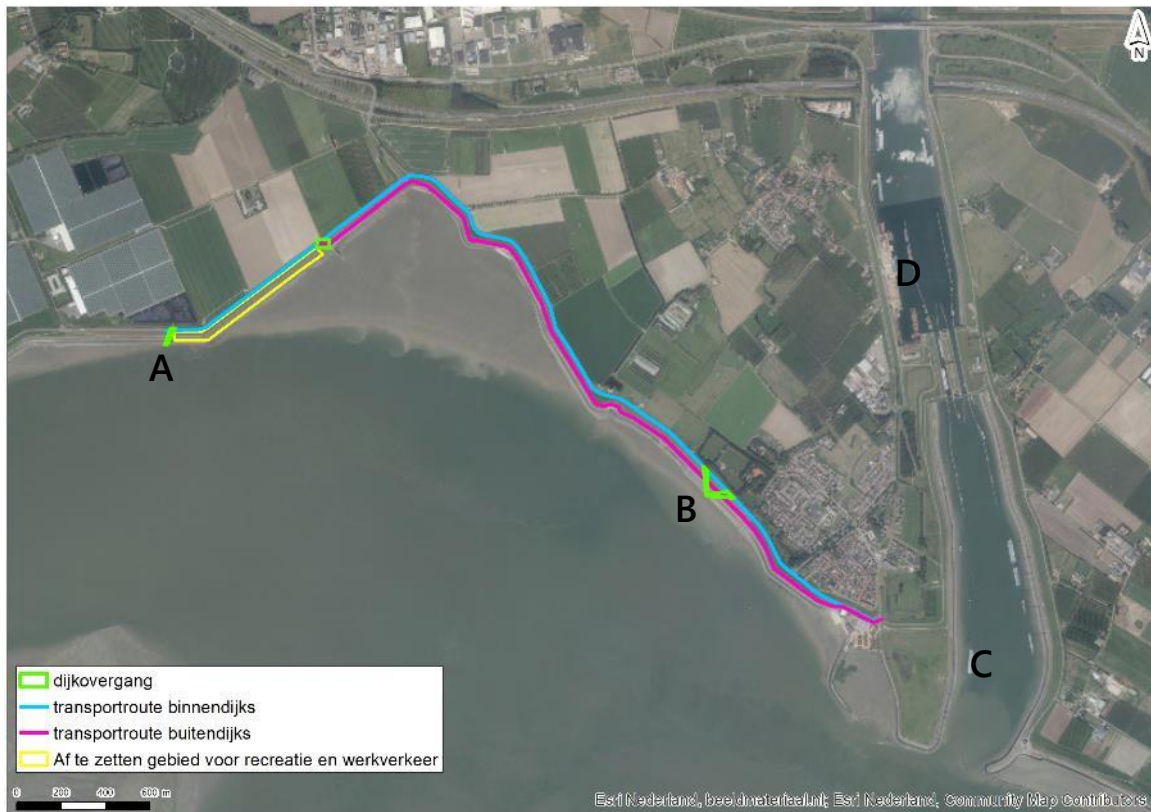 N
D
A
B
C
dijkovergang
transportroute binnendijks
transportroute buitendijks
Af te zetten gebied voor recreatie en werkverkeer
0 200 400 600 m
Esri Nederland, beeldmateriaal.nl; Esri Nederland, Community Map Contributors